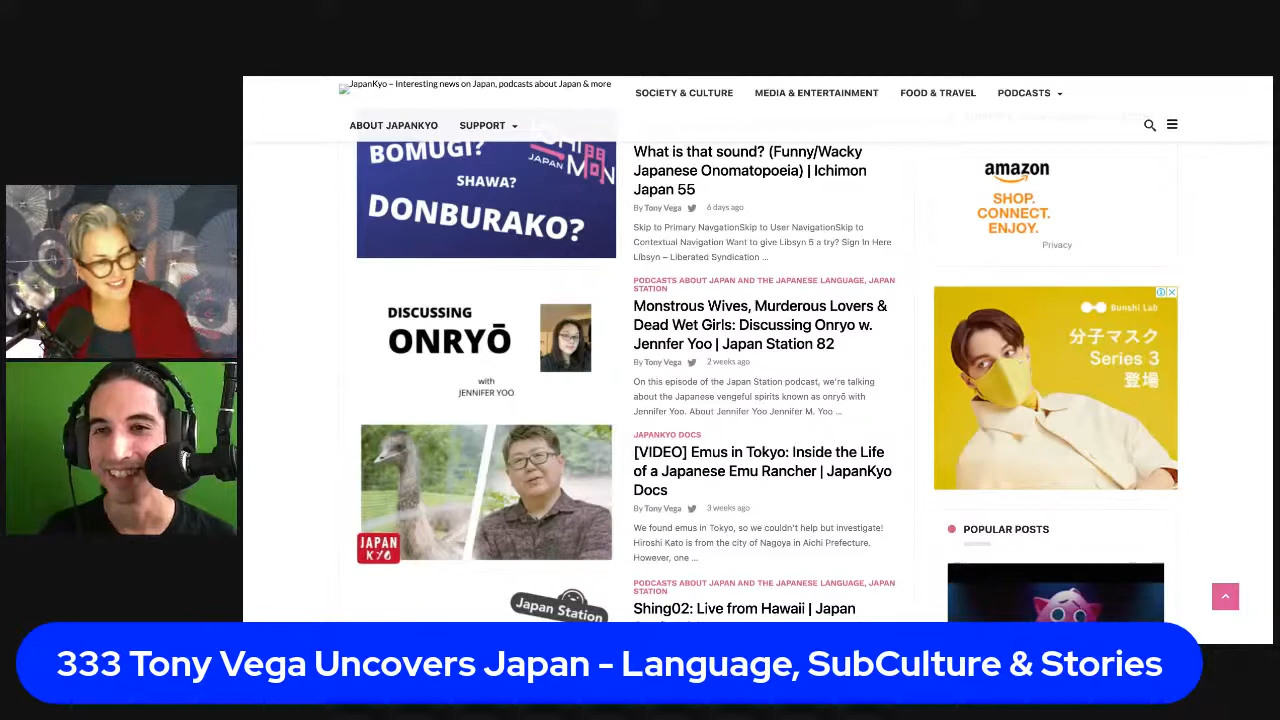 JapanKyo – Interesting news on Japan, podcasts about Japan & more
SOCIETY & CULTURE
MEDIA & ENTERTAINMENT
FOOD & TRAVEL
PODCASTS
ABOUT JAPANKYO
SUPPORT
BOMUGI?
SHAWA?
DONBURAKO?
JAPAN
MON
What is that sound? (Funny/Wacky
Japanese Onomatopoeia) | Ichimon
Japan 55
By Tony Vega 6 days ago
Skip to Primary NavgationSkip to User NavigationSkip to
Contextual Navigation Want to give Libsyn 5 a try? Sign In Here
Libsyn – Liberated Syndication ...
DISCUSSING
ONRYŌ
with
JENNIFER YOO
PODCASTS ABOUT JAPAN AND THE JAPANESE LANGUAGE, JAPAN
STATION
Monstrous Wives, Murderous Lovers &
Dead Wet Girls: Discussing Onryo w.
Jennfer Yoo | Japan Station 82
By Tony Vega 2 weeks ago
On this episode of the Japan Station podcast, we're talking
about the Japanese vengeful spirits known as onryō with
Jennifer Yoo. About Jennifer Yoo Jennifer M. Yoo ...
JAPAN
KYO
JAPANKYO DOCS
[VIDEO] Emus in Tokyo: Inside the Life
of a Japanese Emu Rancher | JapanKyo
Docs
By Tony Vega 3 weeks ago
We found emus in Tokyo, so we couldn't help but investigate!
Hiroshi Kato is from the city of Nagoya in Aichi Prefecture.
However, one ...
Japan Station
PODCASTS ABOUT JAPAN AND THE JAPANESE LANGUAGE, JAPAN
STATION
Shing02: Live from Hawaii | Japan
amazon
SHOP.
CONNECT.
ENJOY.
Privacy
Bunshi Lab
分子マスク
Series 3
登場
POPULAR POSTS
333 Tony Vega Uncovers Japan - Language, SubCulture & Stories